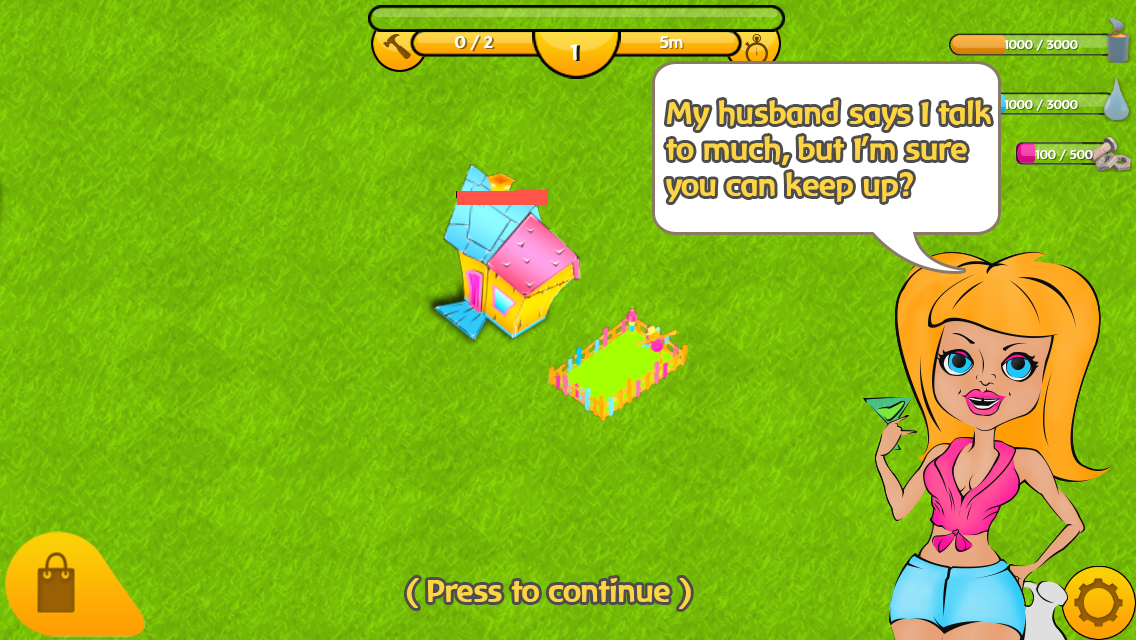 0 / 2
1
5m
1000 / 3000
1000 / 3000
100 / 500
My husband says I talk
to much, but I'm sure
you can keep up?
( Press to continue )